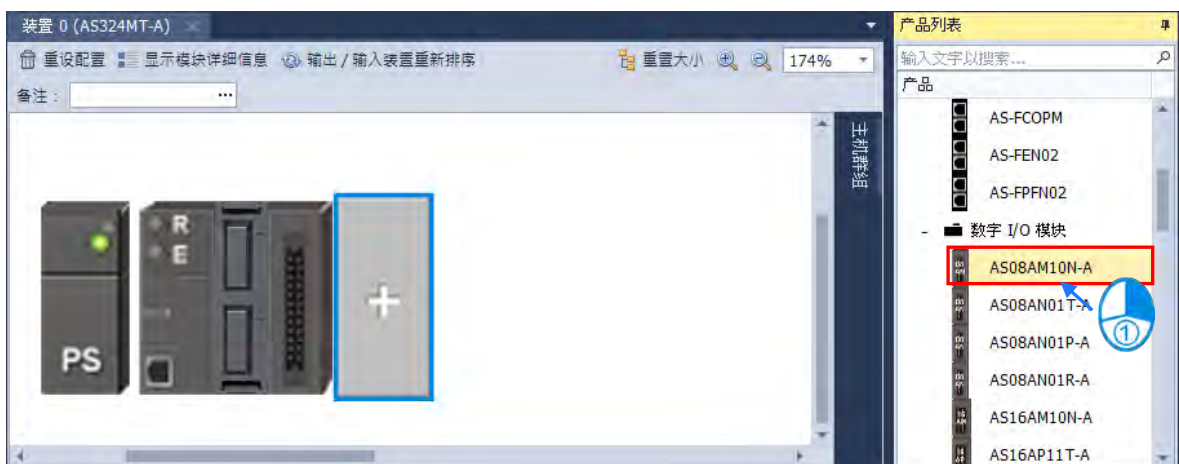 装置 0 (AS324MT-A)
重设配置 显示模块详细信息 输出 / 输入装置重新排序 重置大小 174%
备注：
PS
R
E
主机群组
产品列表
输入文字以搜索...
产品
AS-FCOPM
AS-FEN02
AS-FPFN02
- 数字 I/O 模块
AS08AM10N-A
AS08AN01T-A
①
AS08AN01P-A
AS08AN01R-A
AS16AM10N-A
AS16AP11T-A